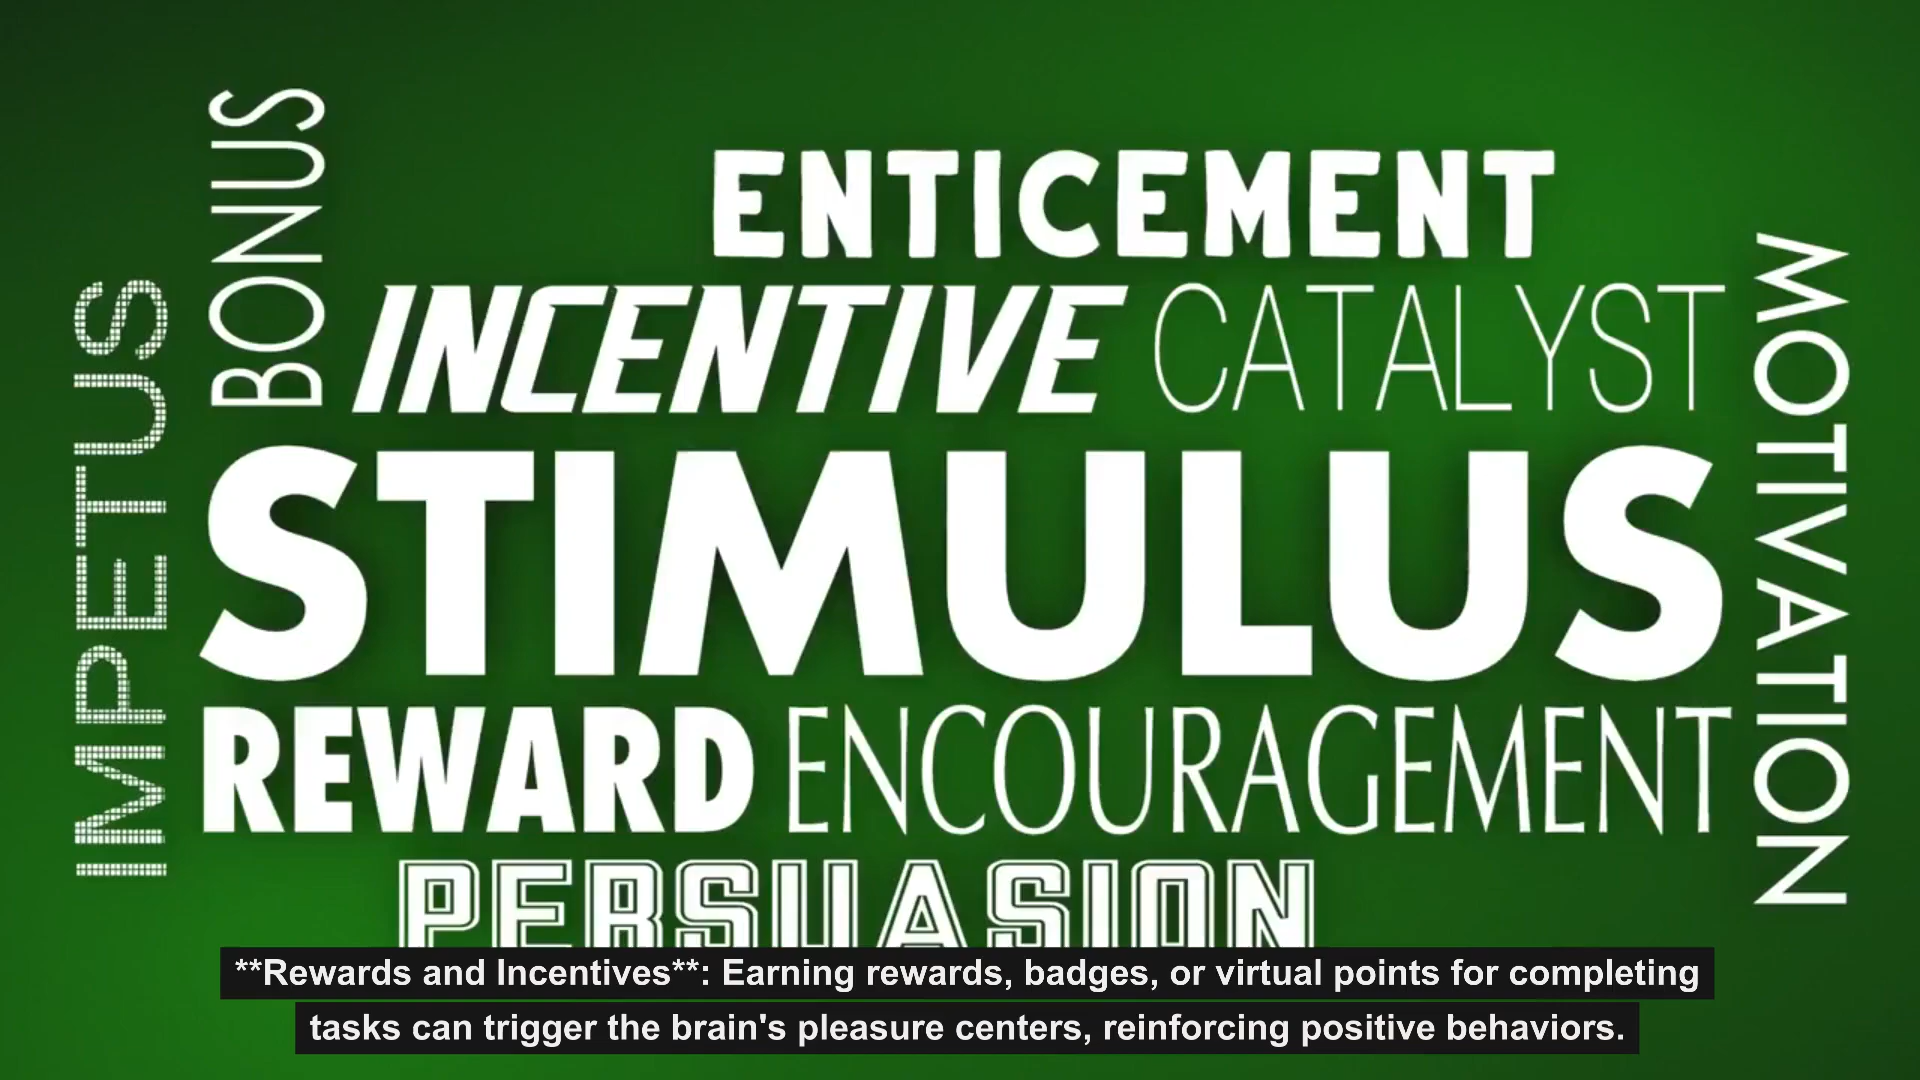 BONUS
IMPETUS
ENTICEMENT
INCENTIVE CATALYST
STIMULUS
REWARD ENCOURAGEMENT
PERSUASION
MOTIVATION
**Rewards and Incentives**: Earning rewards, badges, or virtual points for completing
tasks can trigger the brain's pleasure centers, reinforcing positive behaviors.